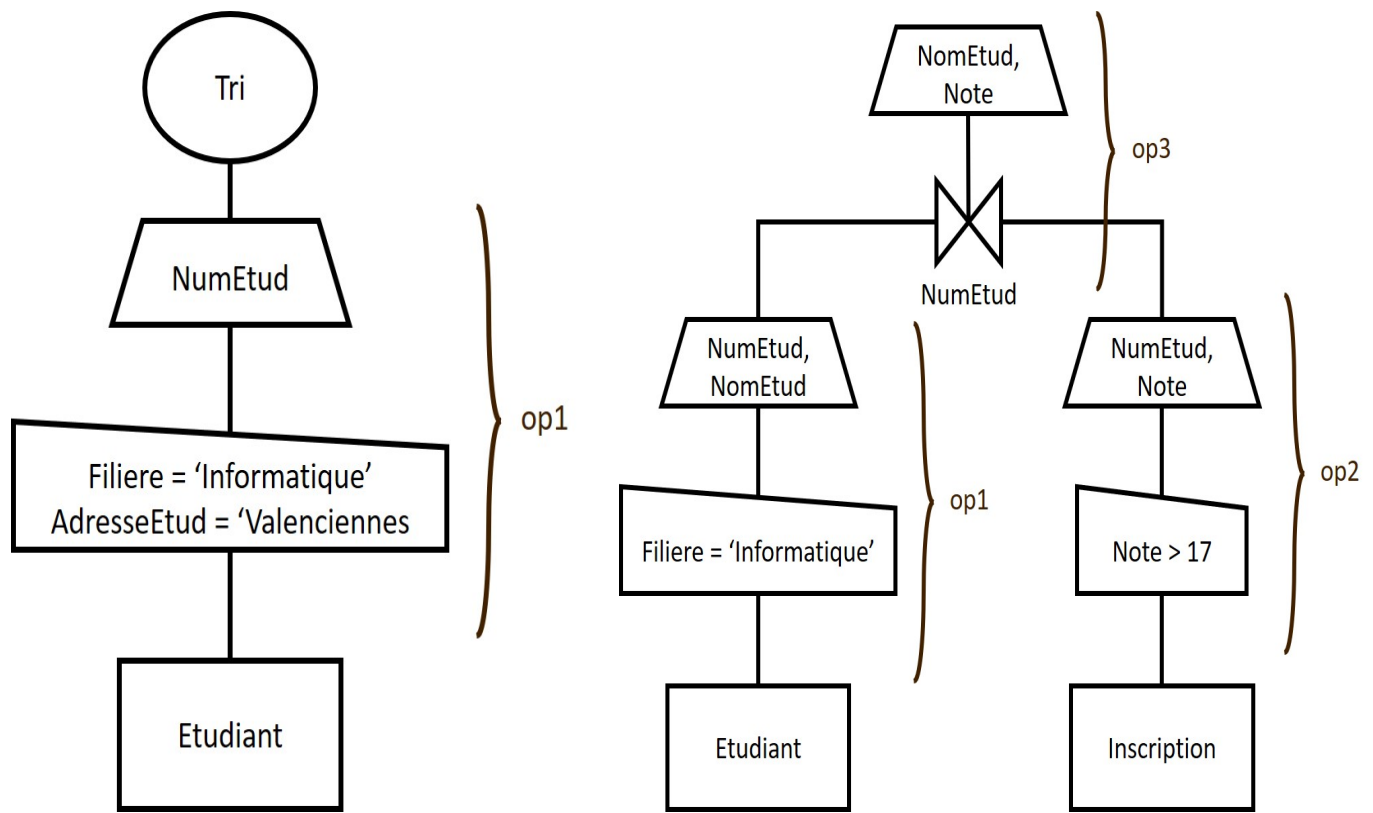 Tri
NumEtud
Filiere = ‘Informatique’
AdresseEtud = ‘Valenciennes
op1
Etudiant
NomEtud,
Note
op3
NumEtud
NumEtud,
NomEtud
Filiere = ‘Informatique’
op1
Etudiant
NumEtud,
Note
Note > 17
op2
Inscription